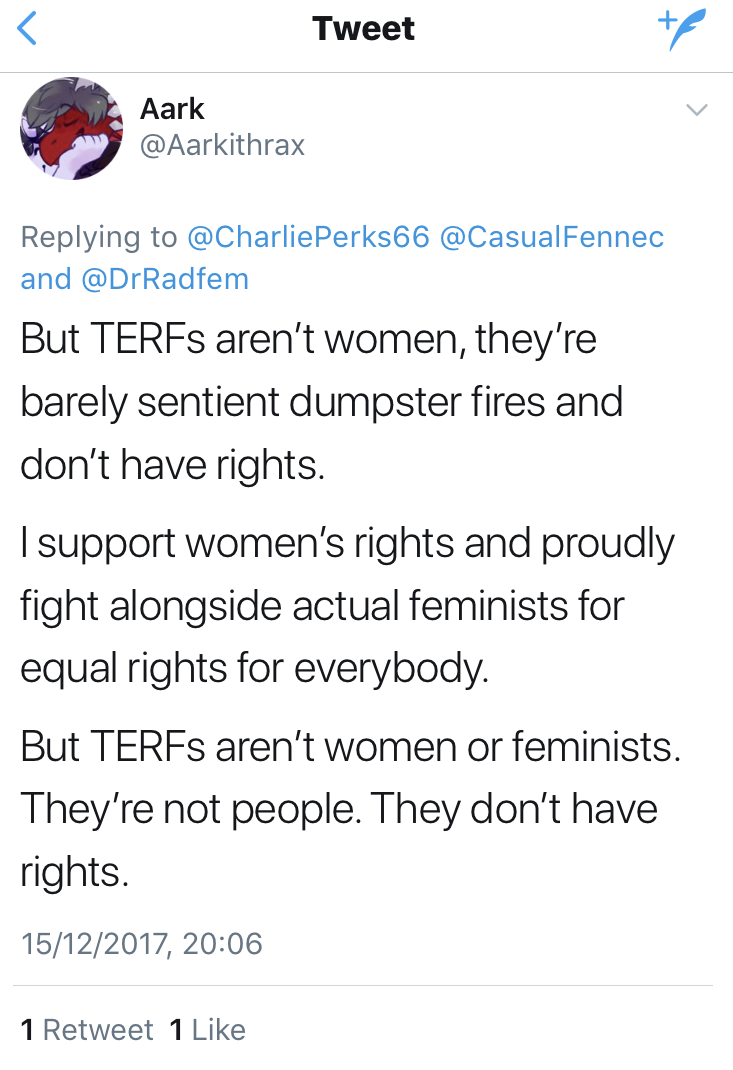 Tweet
Aark
@Aarkithrax
Replying to @CharliePerks66 @CasualFennec
and @DrRadfem
But TERFs aren’t women, they’re
barely sentient dumpster fires and
don’t have rights.
I support women’s rights and proudly
fight alongside actual feminists for
equal rights for everybody.
But TERFs aren’t women or feminists.
They’re not people. They don’t have
rights.
15/12/2017, 20:06
1 Retweet 1 Like